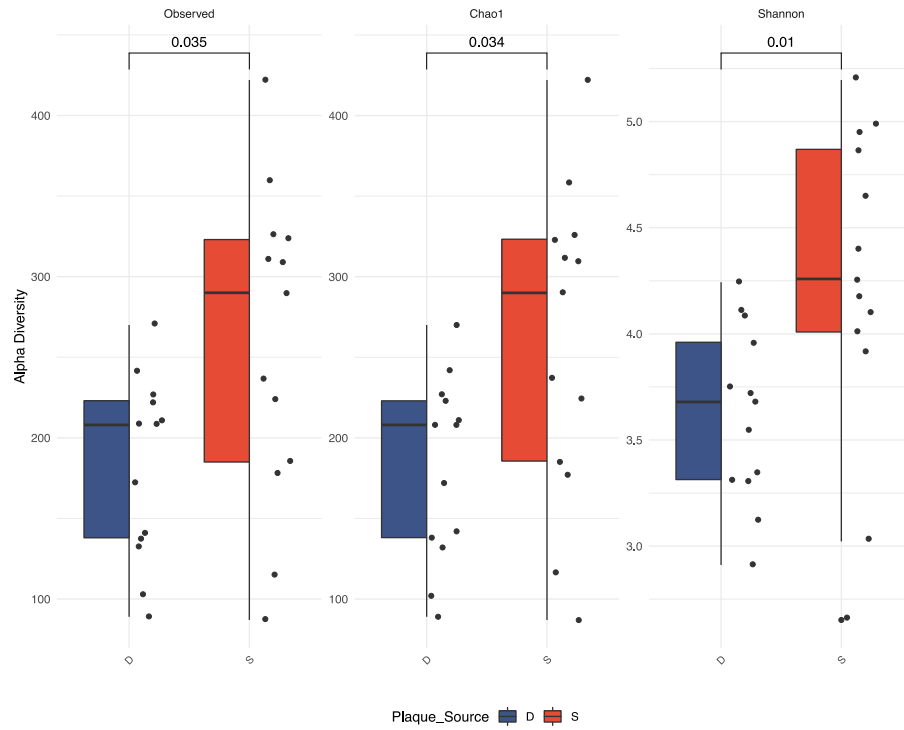 Observed
Chao1
Shannon
0.035
0.034
0.01
Alpha Diversity
400
300
200
100
400
300
200
100
5.0
4.5
4.0
3.5
3.0
D
S
D
S
D
S
Plaque_Source D S